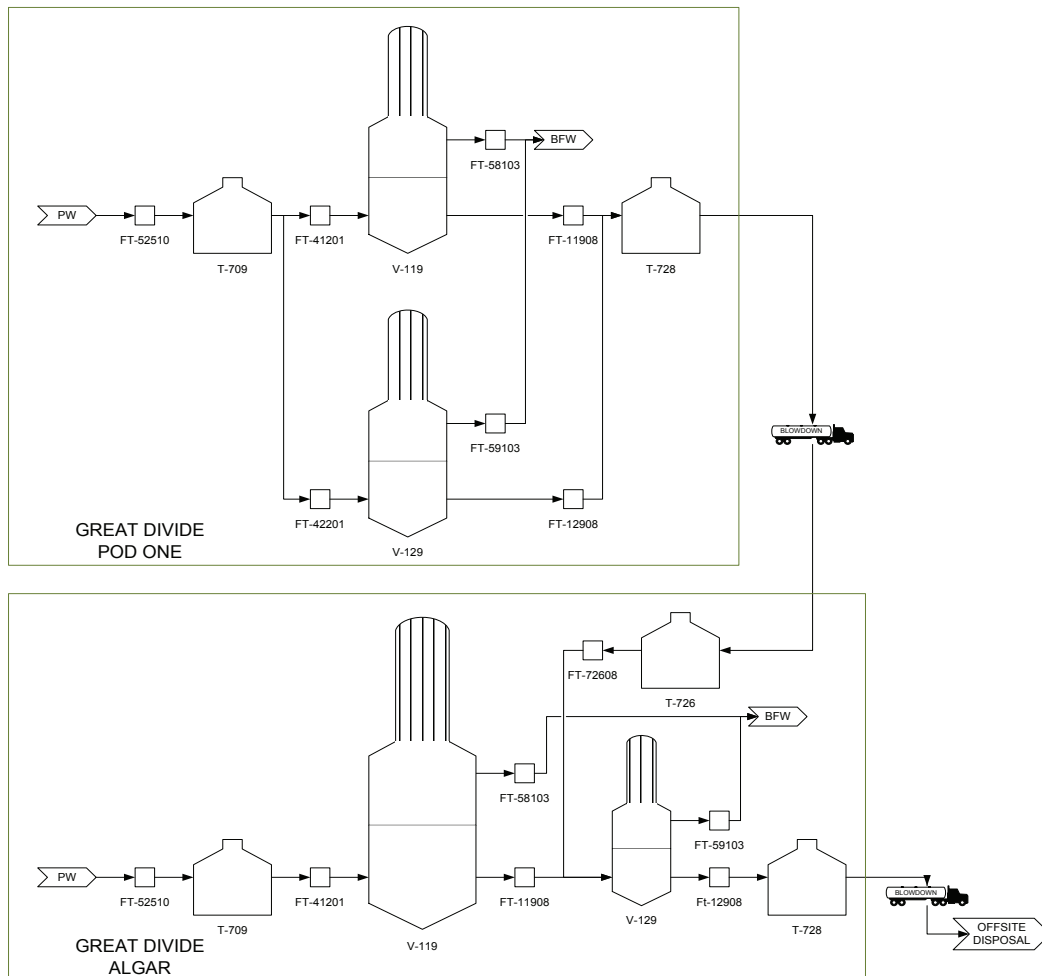 BFW
FT-58103
PW
FT-52510
T-709
FT-41201
V-119
FT-11908
T-728
BLOWDOWN
FT-59103
FT-42201
V-129
FT-12908
GREAT DIVIDE
POD ONE
FT-72608
T-726
BFW
FT-58103
FT-59103
PW
FT-52510
T-709
FT-41201
V-119
FT-11908
V-129
Ft-12908
T-728
BLOWDOWN
OFFSITE
DISPOSAL
GREAT DIVIDE
ALGAR